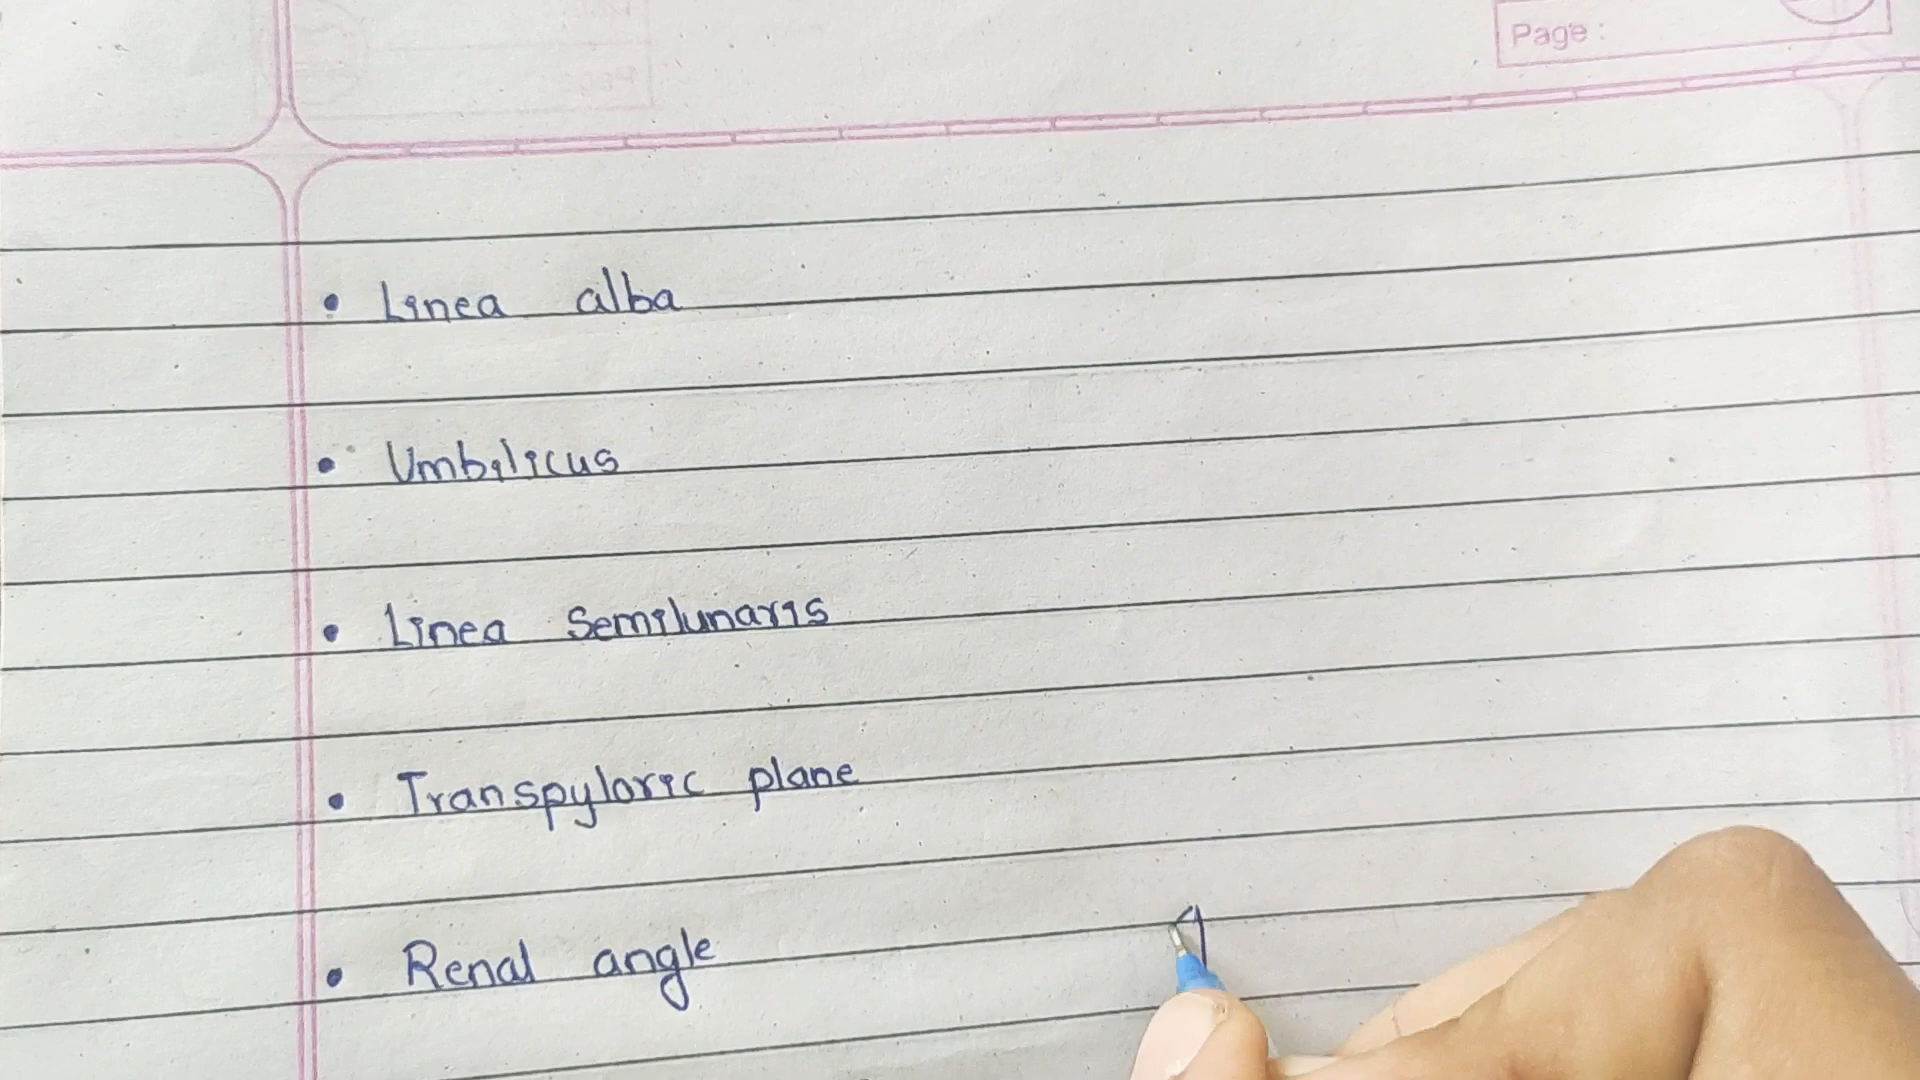 Page :
• Linea alba
• Umbilicus
• Linea Semilunaris
• Transpyloric plane
• Renal angle